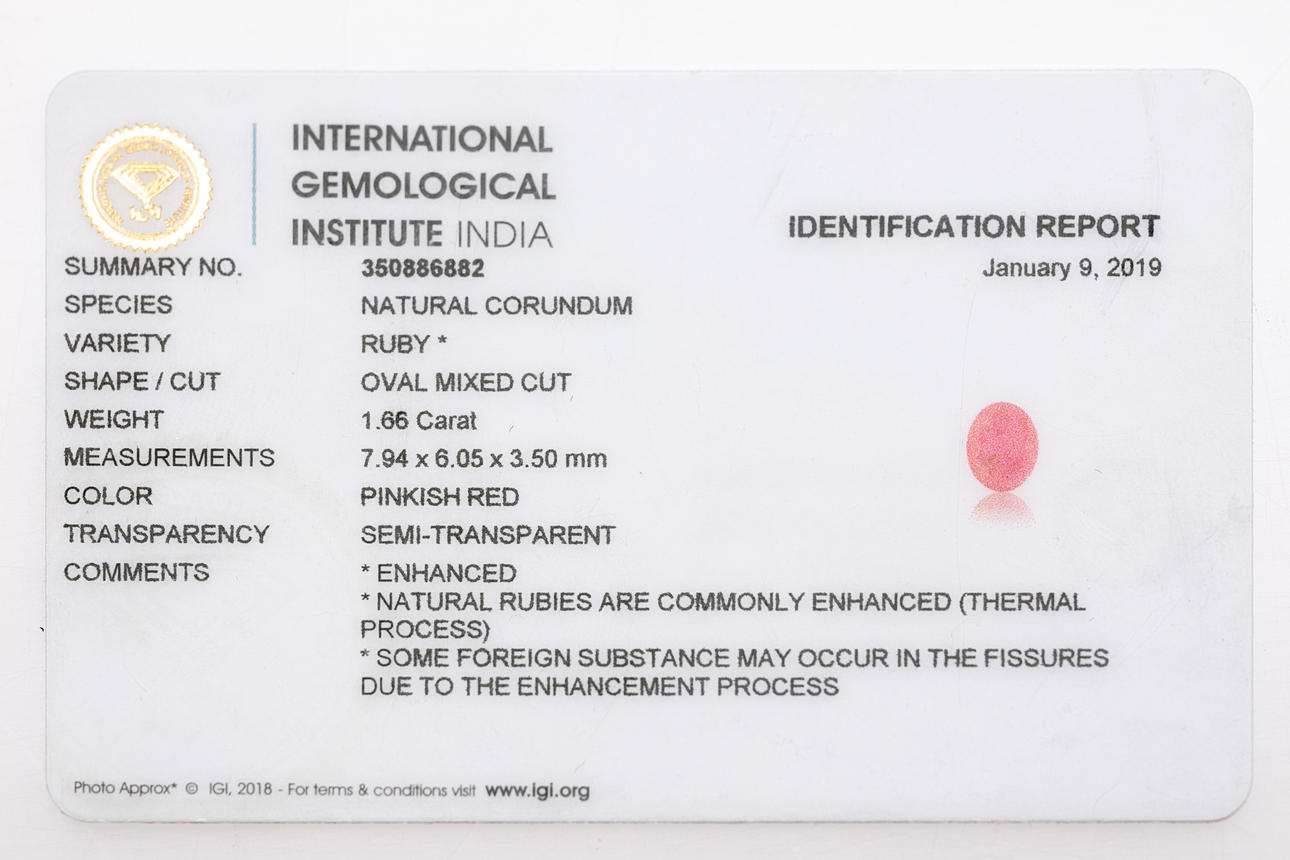 INTERNATIONAL
GEMOLOGICAL
INSTITUTE INDIA
IDENTIFICATION REPORT
January 9, 2019
SUMMARY NO. 350886882
SPECIES NATURAL CORUNDUM
VARIETY RUBY *
SHAPE / CUT OVAL MIXED CUT
WEIGHT 1.66 Carat
MEASUREMENTS 7.94 x 6.05 x 3.50 mm
COLOR PINKISH RED
TRANSPARENCY SEMI-TRANSPARENT
COMMENTS * ENHANCED
* NATURAL RUBIES ARE COMMONLY ENHANCED (THERMAL
PROCESS)
* SOME FOREIGN SUBSTANCE MAY OCCUR IN THE FISSURES
DUE TO THE ENHANCEMENT PROCESS
Photo Approx* © IGI, 2018 - For terms & conditions visit www.igi.org